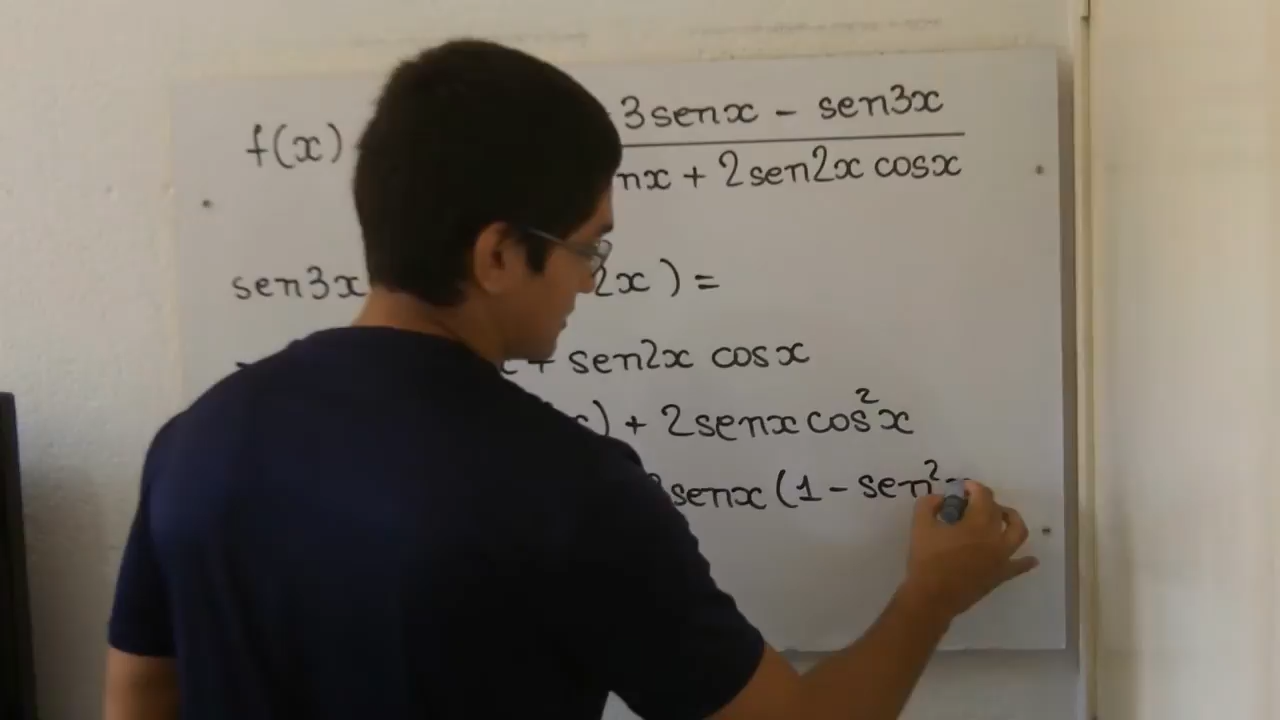 f(x) 3senx - sen3x
nx + 2sen2x cosx
sen3x 2x) =
+ sen2x cosx
) + 2senx cos²x
senx (1 - sen²